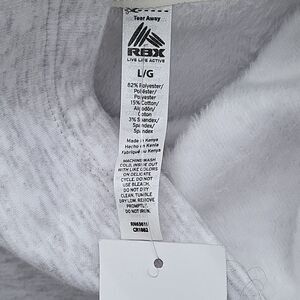 Tear Away
RBX
LIVE LIFE ACTIVE
L/G
82% Polyester/
Poliéster/
Polyester
15% Cotton/
Algodón/
Coton
3% Spandex/
Spandex/
Spandex
Made in Kenya
Hecho en Kenia
Fabriqué au Kenya
MACHINE WASH
COLD, INSIDE OUT
WITH LIKE COLORS
ON DELICATE
CYCLE. DO NOT
USE BLEACH,
DO NOT DRY
CLEAN. TUMBLE
DRY LOW. REMOVE
PROMPTLY.
DO NOT IRON.